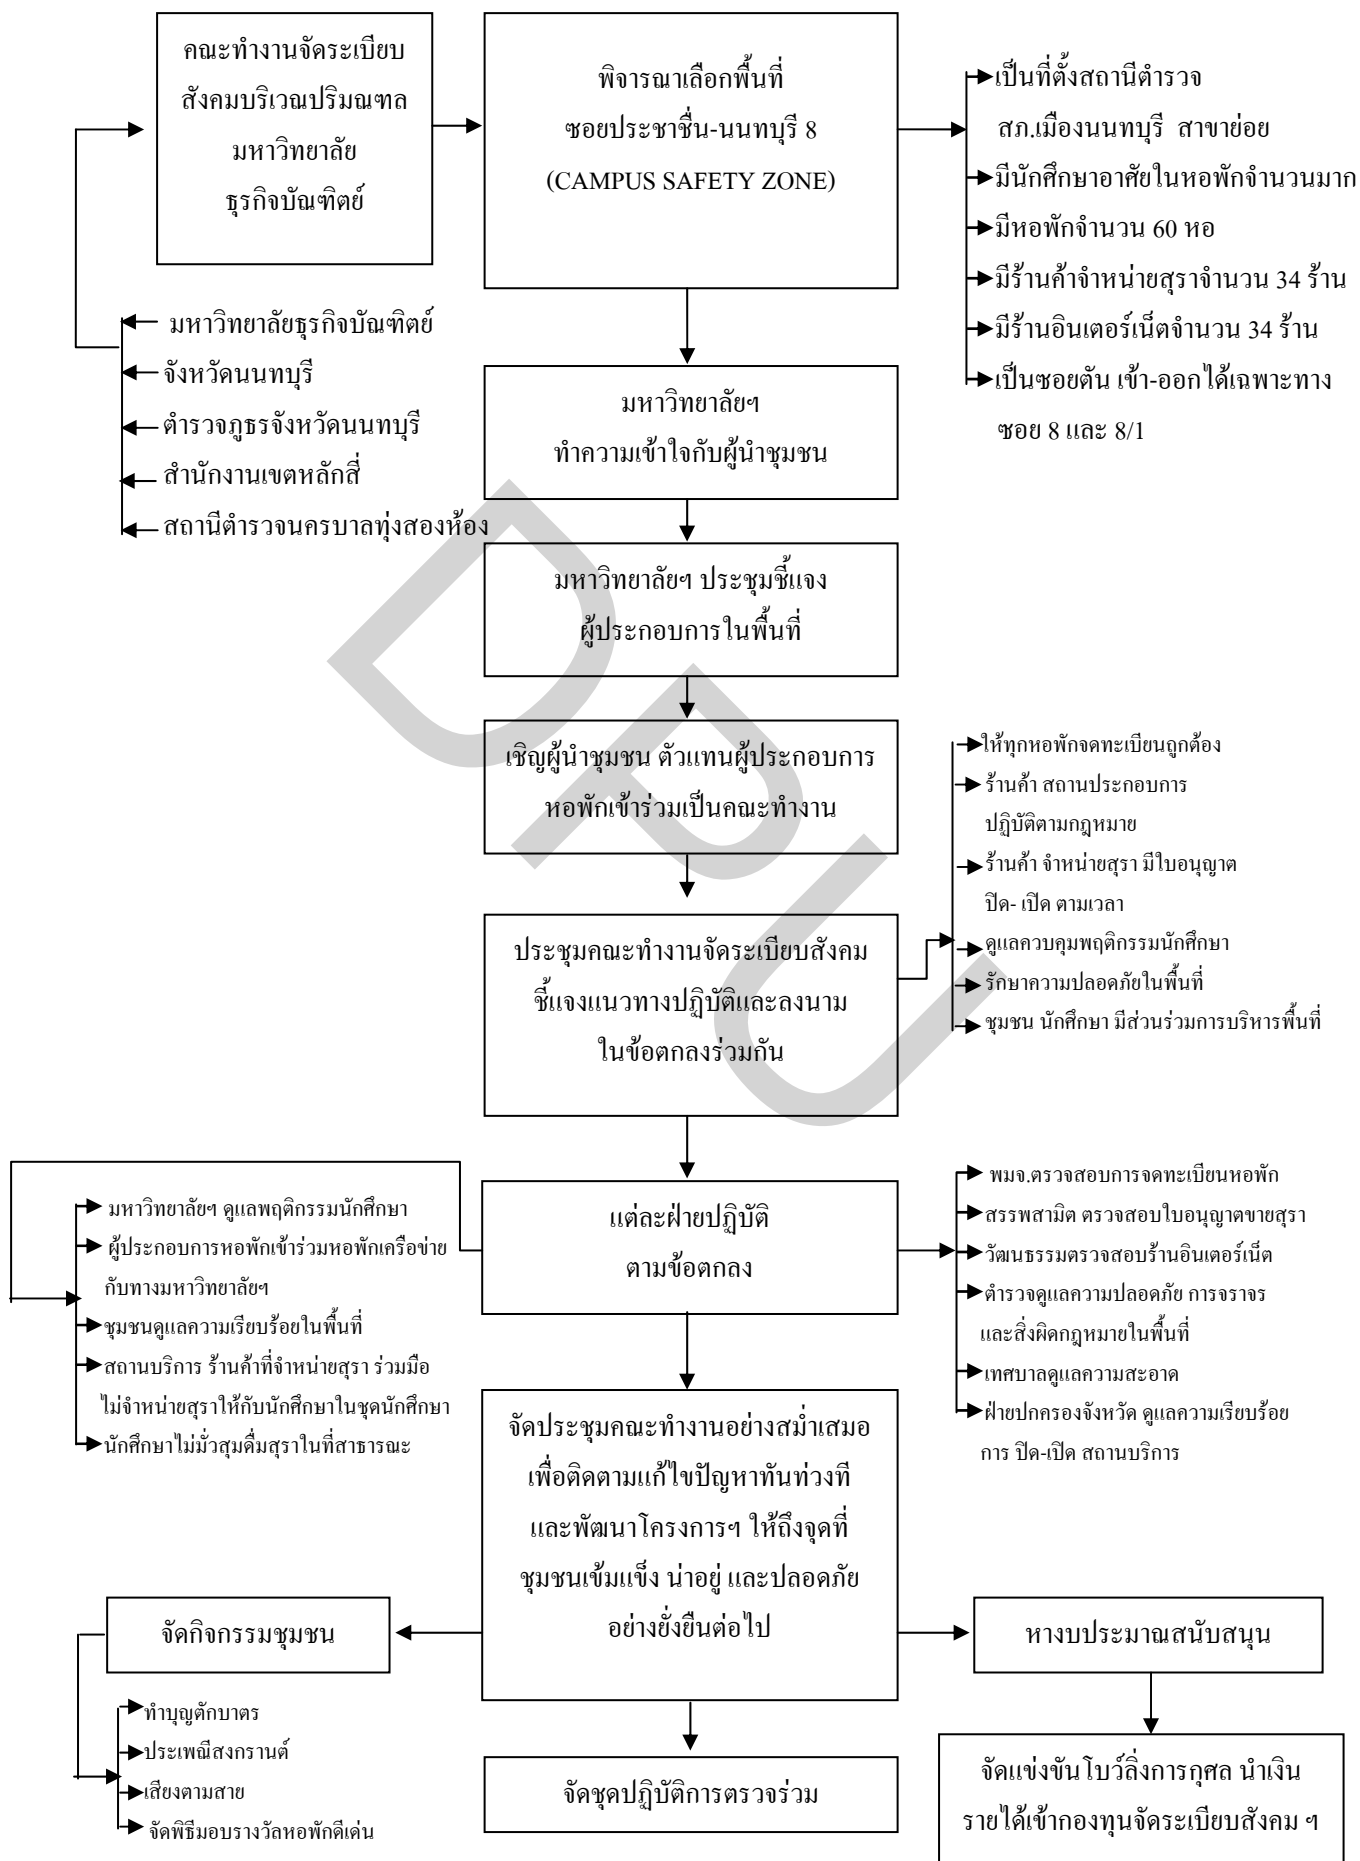 คณะทำงานจัดระเบียบ
สังคมบริเวณปริมณฑล
มหาวิทยาลัย
ธุรกิจบัณฑิตย์
พิจารณาเลือกพื้นที่
ซอยประชาชื่น-นนทบุรี 8
(CAMPUS SAFETY ZONE)
เป็นที่ตั้งสถานีตำรวจ
สภ.เมืองนนทบุรี สาขาย่อย
มีนักศึกษาอาศัยในหอพักจำนวนมาก
มีหอพักจำนวน 60 หอ
มีร้านค้าจำหน่ายสุราจำนวน 34 ร้าน
มีร้านอินเตอร์เน็ตจำนวน 34 ร้าน
เป็นซอยตัน เข้า-ออกได้เฉพาะทาง
ซอย 8 และ 8/1
มหาวิทยาลัยธุรกิจบัณฑิตย์
จังหวัดนนทบุรี
ตำรวจภูธรจังหวัดนนทบุรี
สำนักงานเขตหลักสี่
สถานีตำรวจนครบาลทุ่งสองห้อง
มหาวิทยาลัยฯ
ทำความเข้าใจกับผู้นำชุมชน
มหาวิทยาลัยฯ ประชุมชี้แจง
ผู้ประกอบการในพื้นที่
เชิญผู้นำชุมชน ตัวแทนผู้ประกอบการ
หอพักเข้าร่วมเป็นคณะทำงาน
ให้ทุกหอพักจดทะเบียนถูกต้อง
ร้านค้า สถานประกอบการ
ปฏิบัติตามกฎหมาย
ร้านค้า จำหน่ายสุรา มีใบอนุญาต
ปิด- เปิด ตามเวลา
ดูแลควบคุมพฤติกรรมนักศึกษา
รักษาความปลอดภัยในพื้นที่
ชุมชน นักศึกษา มีส่วนร่วมการบริหารพื้นที่
ประชุมคณะทำงานจัดระเบียบสังคม
ชี้แจงแนวทางปฏิบัติและลงนาม
ในข้อตกลงร่วมกัน
DPU
แต่ละฝ่ายปฏิบัติ
ตามข้อตกลง
มหาวิทยาลัยฯ ดูแลพฤติกรรมนักศึกษา
ผู้ประกอบการหอพักเข้าร่วมหอพักเครือข่าย
กับทางมหาวิทยาลัยฯ
ชุมชนดูแลความเรียบร้อยในพื้นที่
สถานบริการ ร้านค้าที่จำหน่ายสุรา ร่วมมือ
ไม่จำหน่ายสุราให้กับนักศึกษาในชุดนักศึกษา
นักศึกษาไม่มั่วสุมดื่มสุราในที่สาธารณะ
พมจ.ตรวจสอบการจดทะเบียนหอพัก
สรรพสามิต ตรวจสอบใบอนุญาตขายสุรา
วัฒนธรรมตรวจสอบร้านอินเตอร์เน็ต
ตำรวจดูแลความปลอดภัย การจราจร
และสิ่งผิดกฎหมายในพื้นที่
เทศบาลดูแลความสะอาด
ฝ่ายปกครองจังหวัด ดูแลความเรียบร้อย
การ ปิด-เปิด สถานบริการ
จัดประชุมคณะทำงานอย่างสม่ำเสมอ
เพื่อติดตามแก้ไขปัญหาทันท่วงที
และพัฒนาโครงการฯ ให้ถึงจุดที่
ชุมชนเข้มแข็ง น่าอยู่ และปลอดภัย
อย่างยั่งยืนต่อไป
จัดกิจกรรมชุมชน
หางบประมาณสนับสนุน
ทำบุญตักบาตร
ประเพณีสงกรานต์
เสียงตามสาย
จัดพิธีมอบรางวัลหอพักดีเด่น
จัดชุดปฏิบัติการตรวจร่วม
จัดแข่งขันโบว์ลิ่งการกุศล นำเงิน
รายได้เข้ากองทุนจัดระเบียบสังคม ฯ